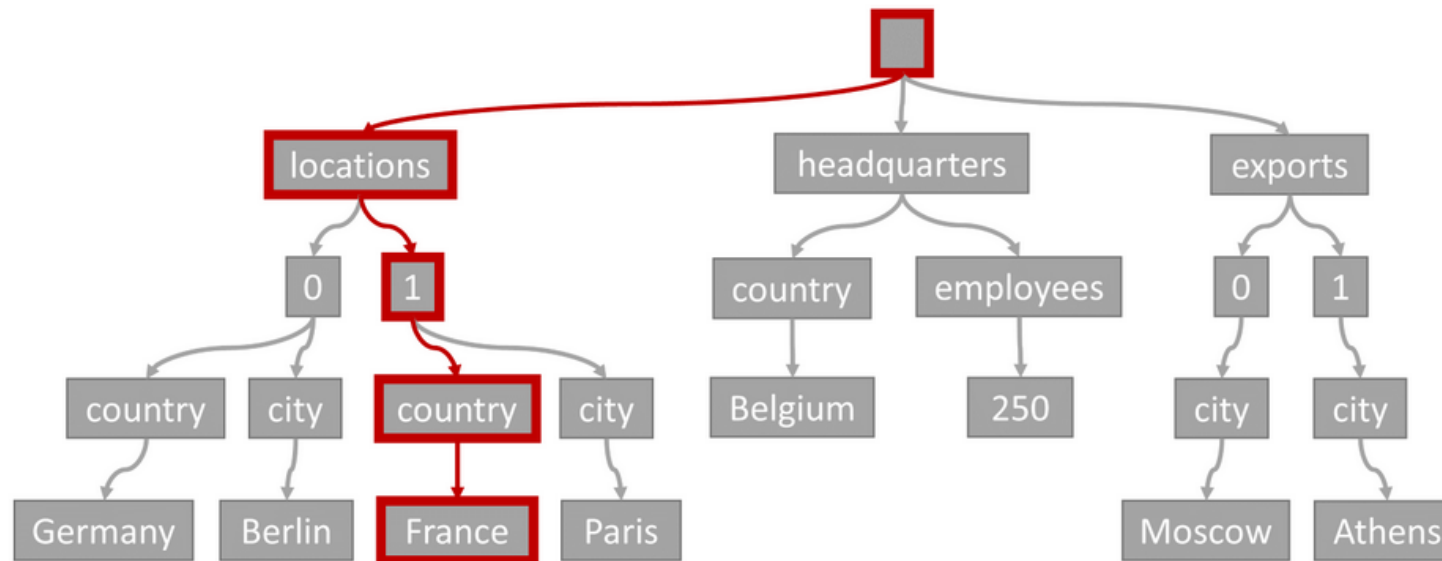 locations headquarters exports
0 1 country employees 0 1
country city country city Belgium 250 city city
Germany Berlin France Paris Moscow Athens